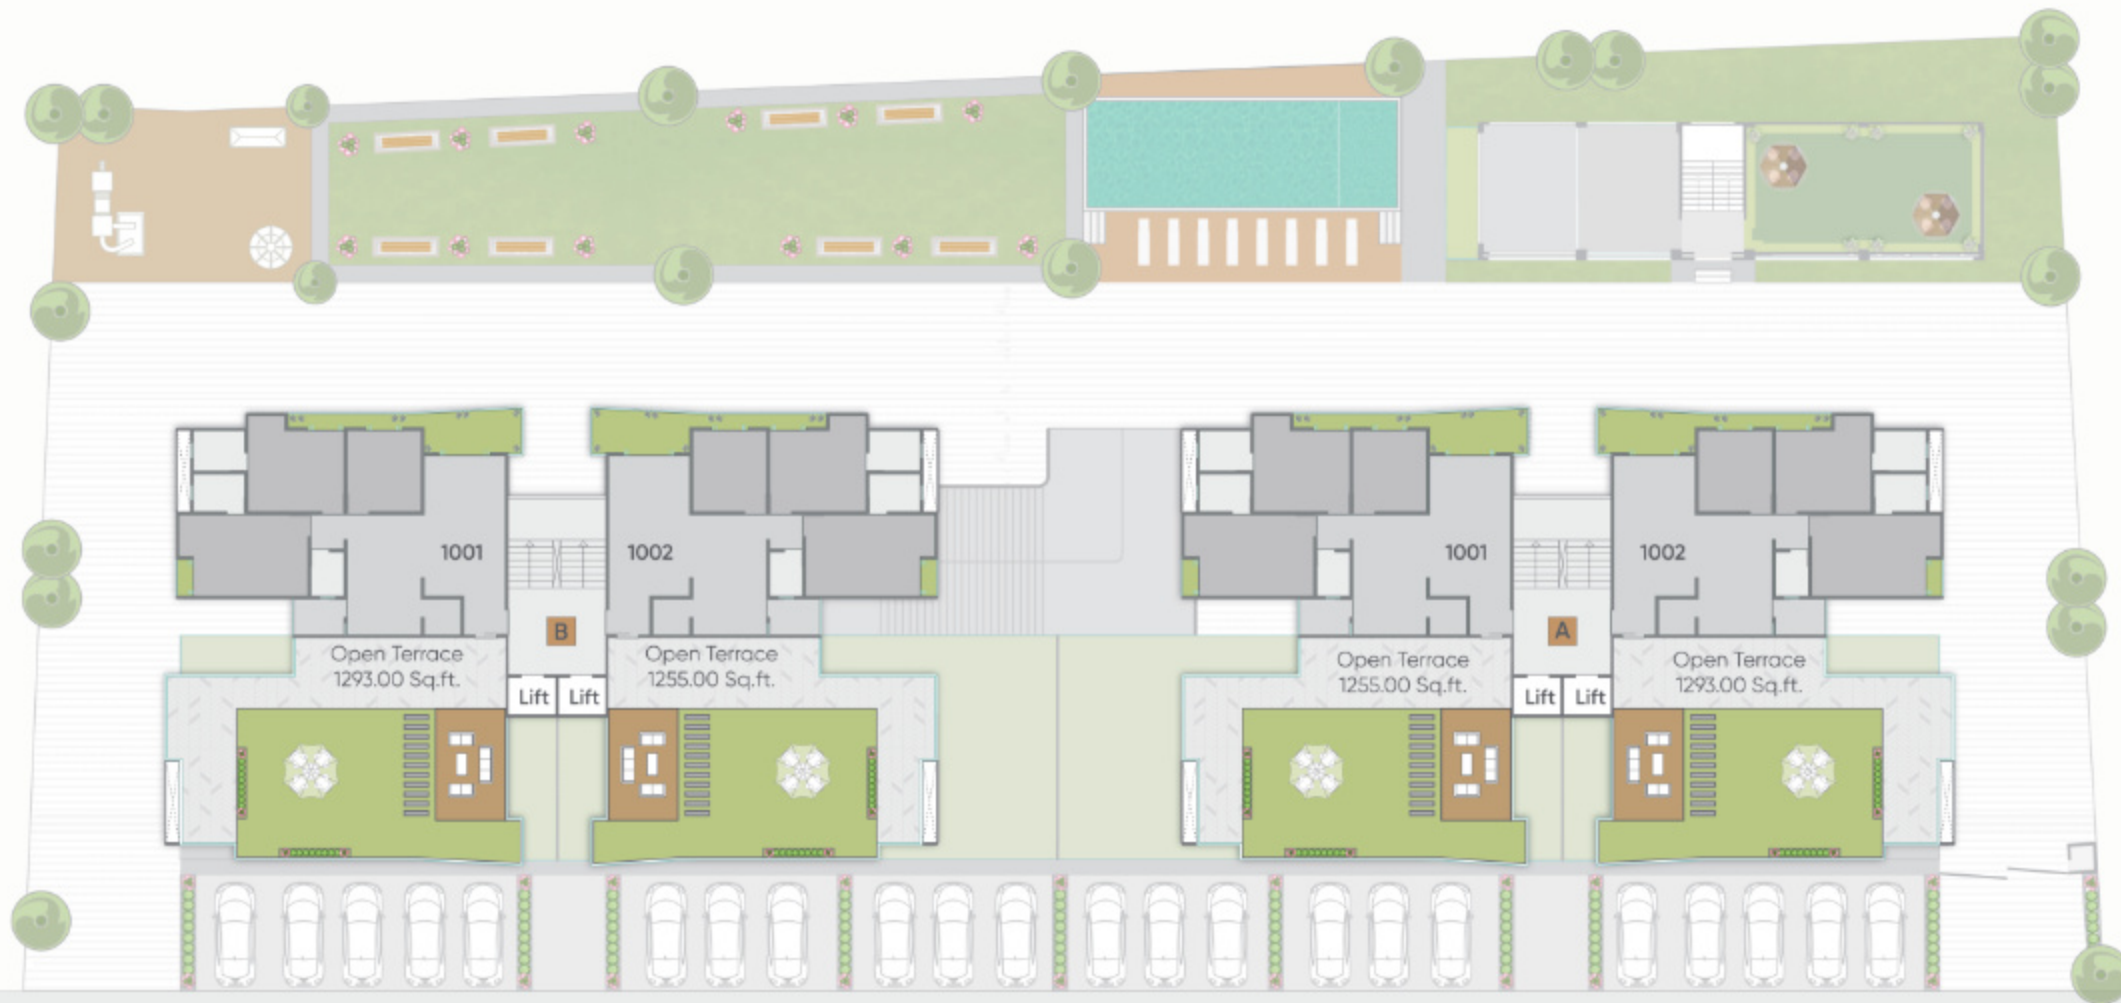 1001
1002
1001
1002
B
A
Open Terrace
1293.00 Sq.ft.
Open Terrace
1255.00 Sq.ft.
Open Terrace
1255.00 Sq.ft.
Open Terrace
1293.00 Sq.ft.
Lift
Lift
Lift
Lift